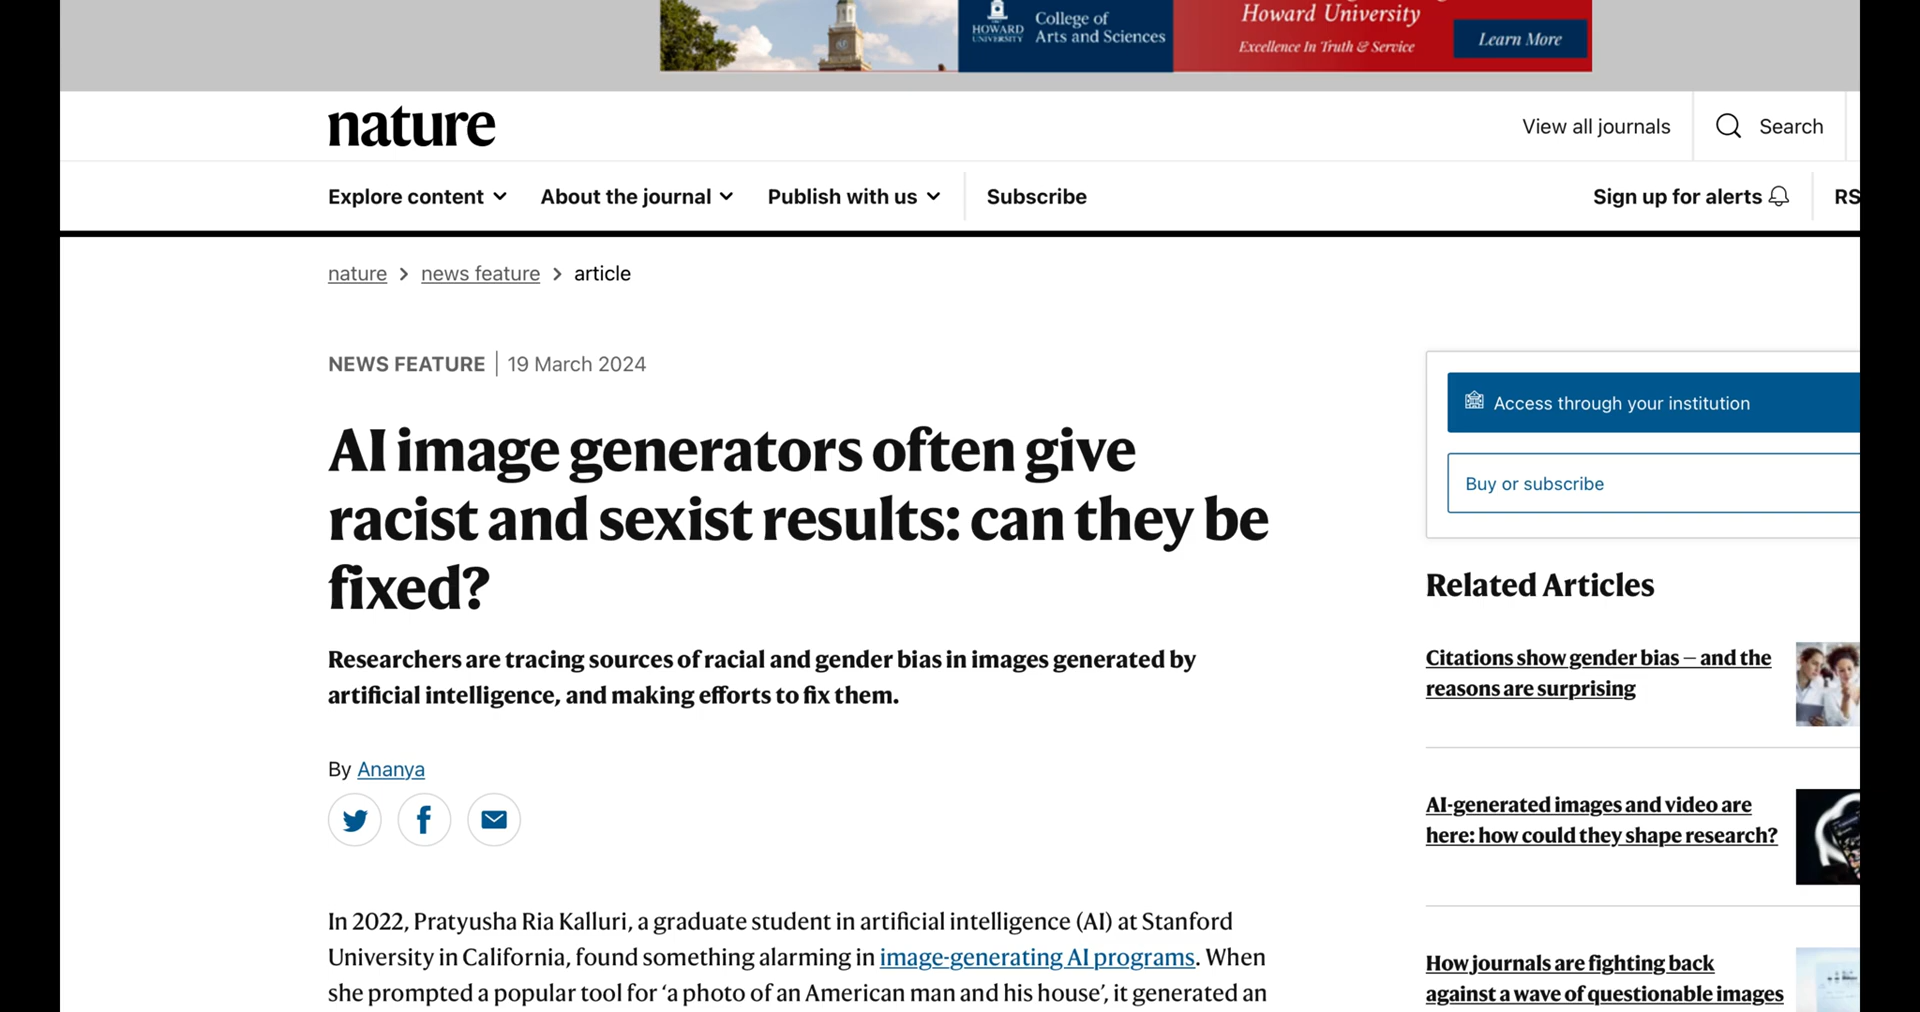 HOWARD
UNIVERSITY
College of
Arts and Sciences
Howard University
Excellence In Truth & Service
Learn More
nature
View all journals
Search
Explore content
About the journal
Publish with us
Subscribe
Sign up for alerts
RS
nature > news feature > article
NEWS FEATURE | 19 March 2024
AI image generators often give
racist and sexist results: can they be
fixed?
Researchers are tracing sources of racial and gender bias in images generated by
artificial intelligence, and making efforts to fix them.
By Ananya
In 2022, Pratyusha Ria Kalluri, a graduate student in artificial intelligence (AI) at Stanford
University in California, found something alarming in image-generating AI programs. When
she prompted a popular tool for ‘a photo of an American man and his house’, it generated an
Access through your institution
Buy or subscribe
Related Articles
Citations show gender bias — and the
reasons are surprising
AI-generated images and video are
here: how could they shape research?
How journals are fighting back
against a wave of questionable images